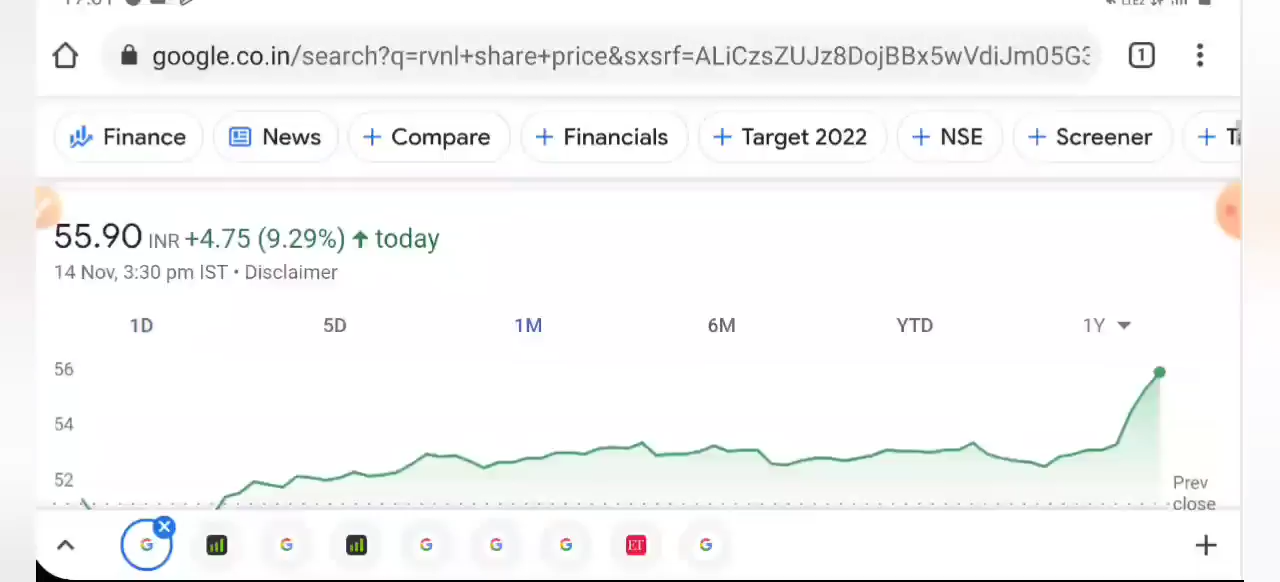 google.co.in/search?q=rvnl+share+price&sxsrf=ALiCzsZUJz8DojBBx5wVdiJm05G3 1
Finance News + Compare + Financials + Target 2022 + NSE + Screener +
55.90 INR +4.75 (9.29%) ↑ today
14 Nov, 3:30 pm IST • Disclaimer
1D 5D 1M 6M YTD 1Y
56
54
52
Prev
close
G G G G G ET G